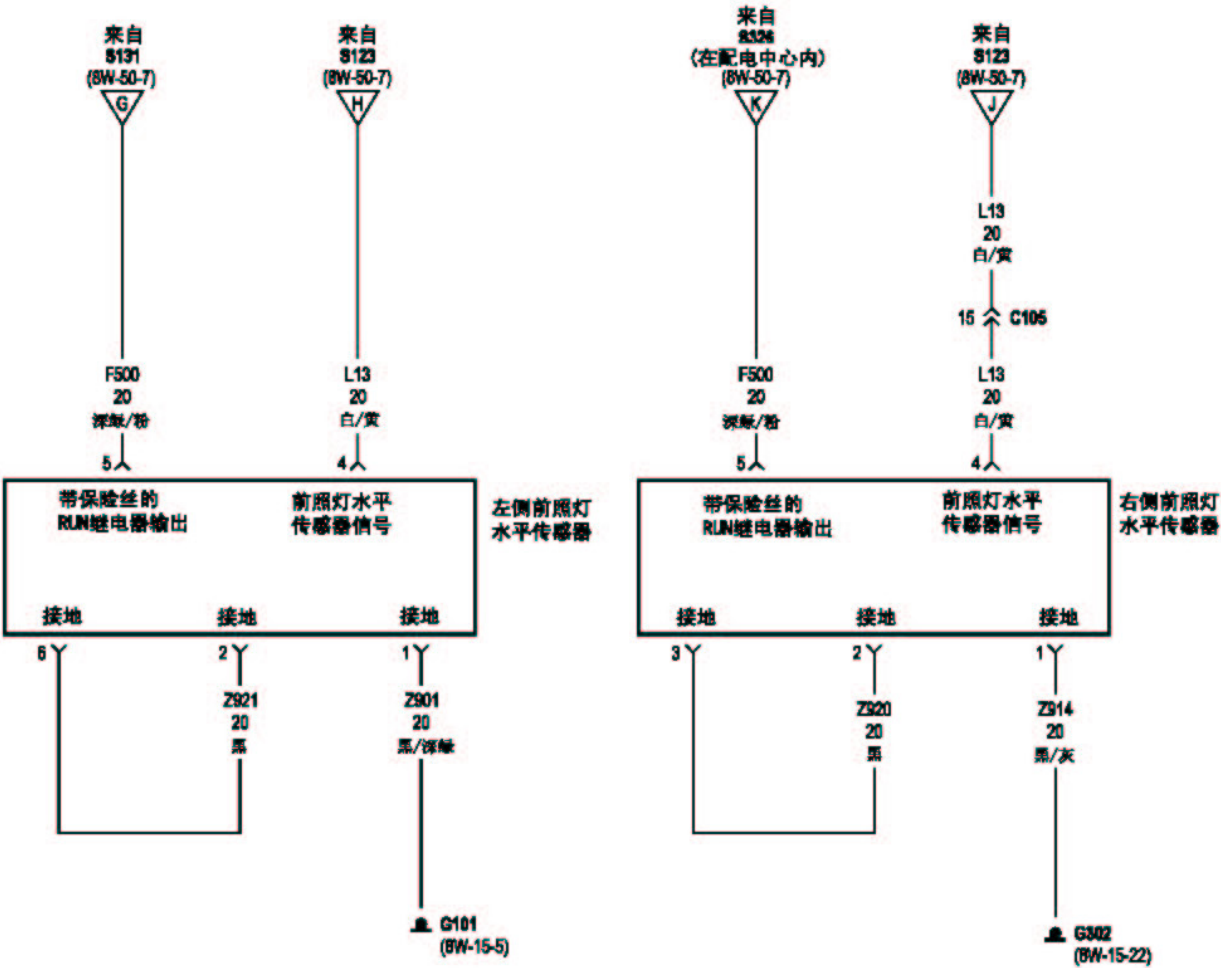 来自
S131
(8W-50-7)
G
F500
20
深绿/粉
5
来自
S123
(8W-50-7)
H
L13
20
白/黄
4
带保险丝的
RUN继电器输出
前照灯水平
传感器信号
左侧前照灯
水平传感器
接地
接地
接地
6
2
1
Z921
20
黑
Z901
20
黑/深绿
G101
(8W-15-5)
来自
S326
(在配电中心内)
(8W-50-7)
K
F500
20
深绿/粉
5
来自
S123
(8W-50-7)
J
L13
20
白/黄
15
C105
L13
20
白/黄
4
带保险丝的
RUN继电器输出
前照灯水平
传感器信号
右侧前照灯
水平传感器
接地
接地
接地
3
2
1
Z920
20
黑
Z914
20
黑/灰
G302
(8W-15-22)